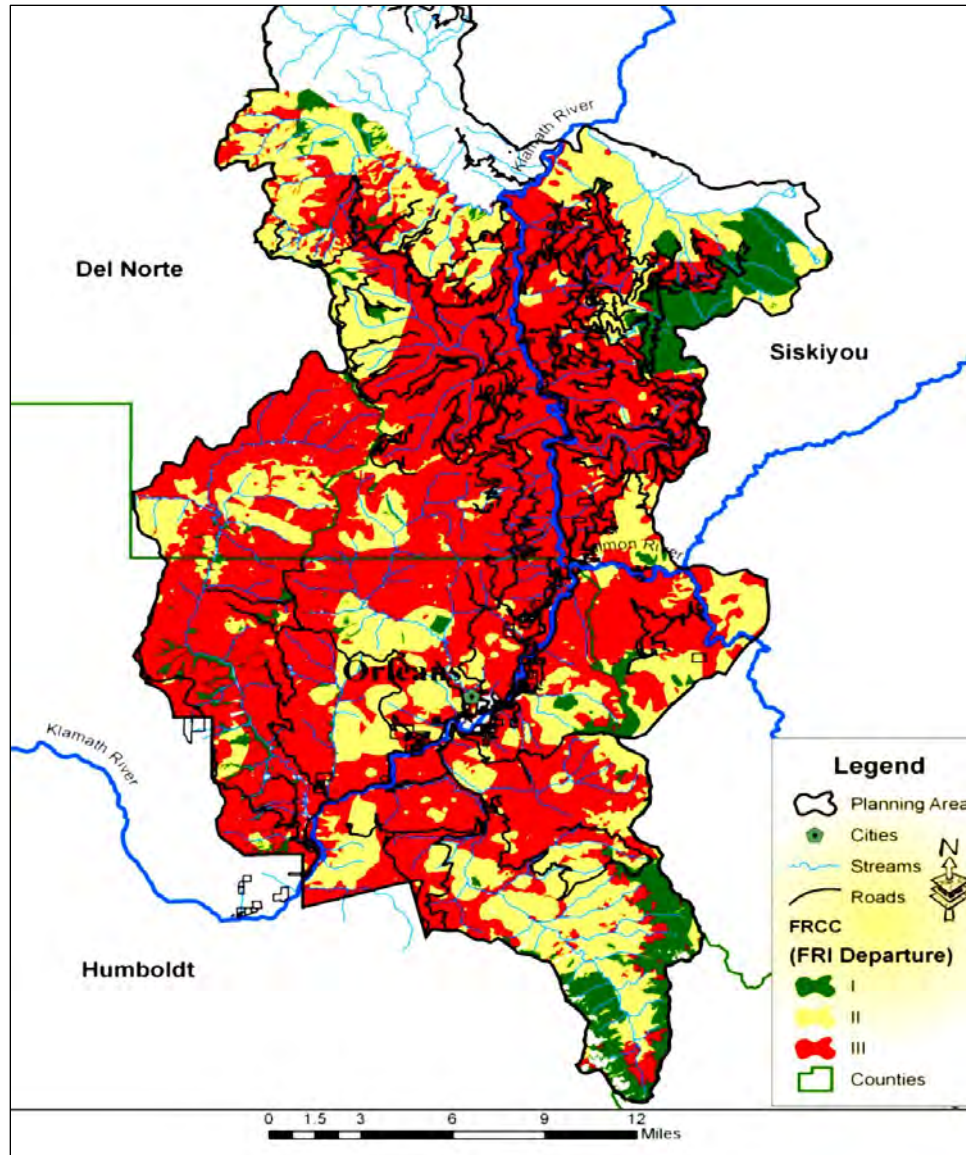 Klamath River
Del Norte
Siskiyou
lmon River
Orleans
Klamath River
Humboldt
Legend
Planning Area
Cities
Streams
Roads
N
FRCC
(FRI Departure)
I
II
III
Counties
0 1.5 3 6 9 12
Miles